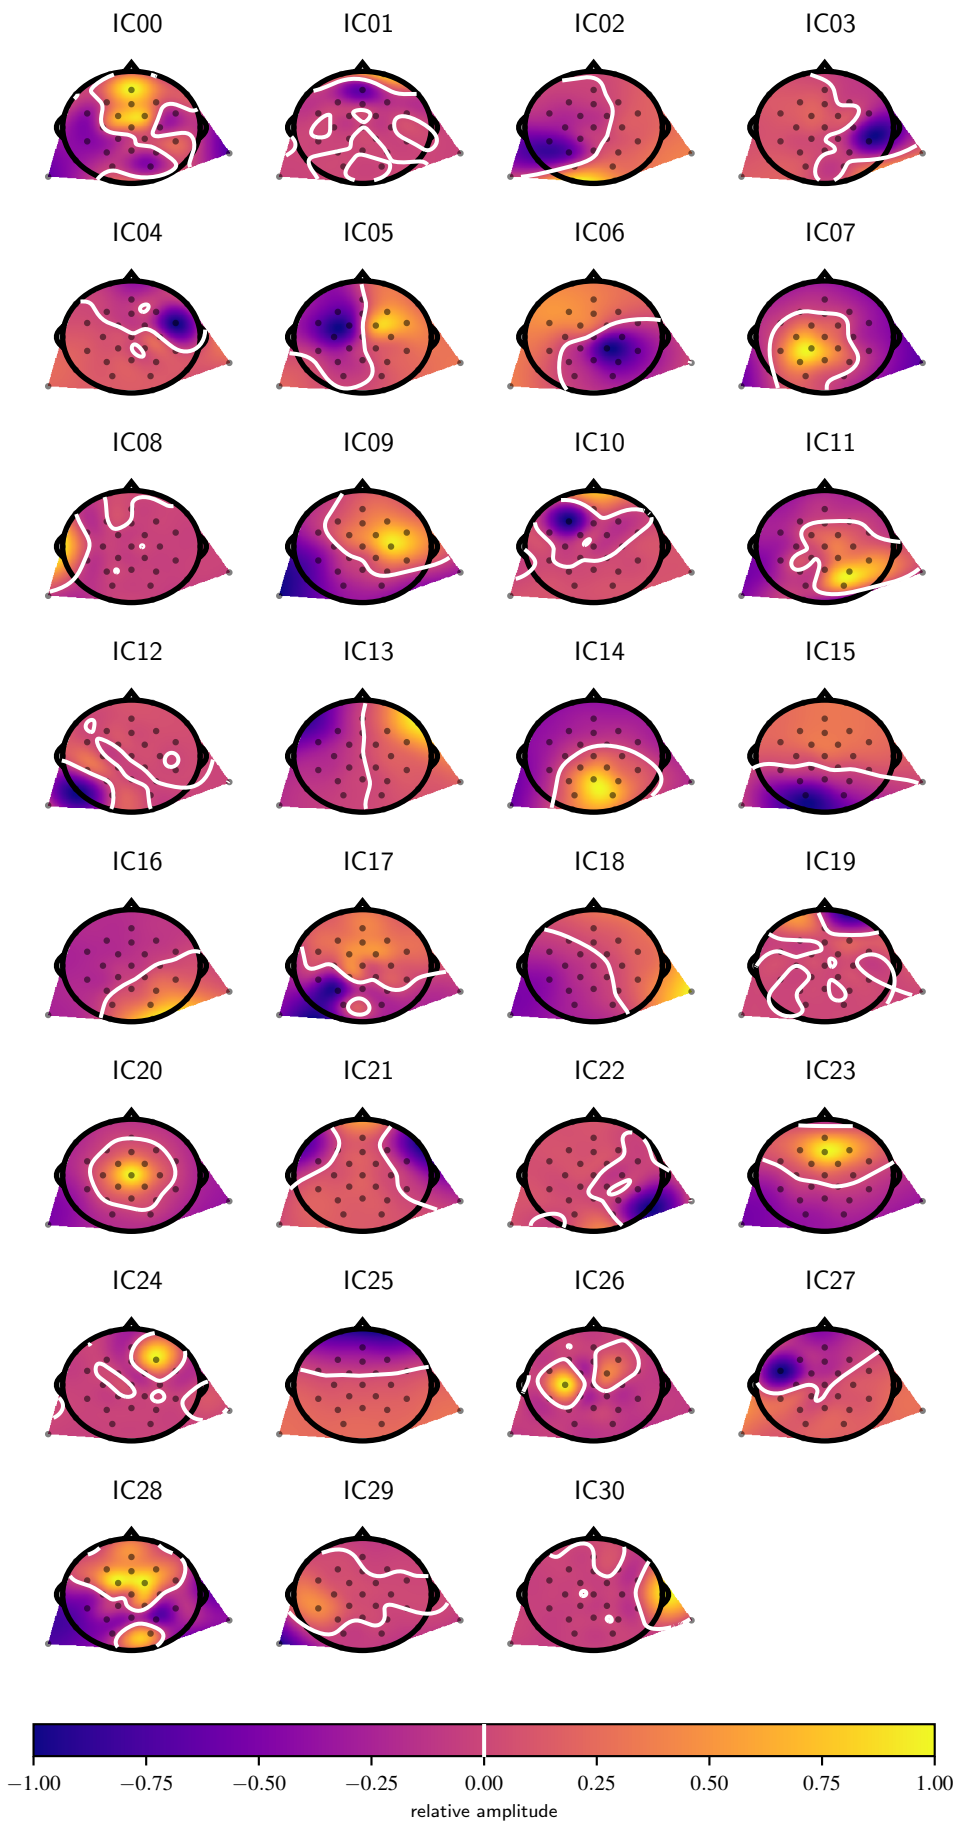 IC00 IC01 IC02 IC03
IC04 IC05 IC06 IC07
IC08 IC09 IC10 IC11
IC12 IC13 IC14 IC15
IC16 IC17 IC18 IC19
IC20 IC21 IC22 IC23
IC24 IC25 IC26 IC27
IC28 IC29 IC30
−1.00 −0.75 −0.50 −0.25 0.00 0.25 0.50 0.75 1.00
relative amplitude